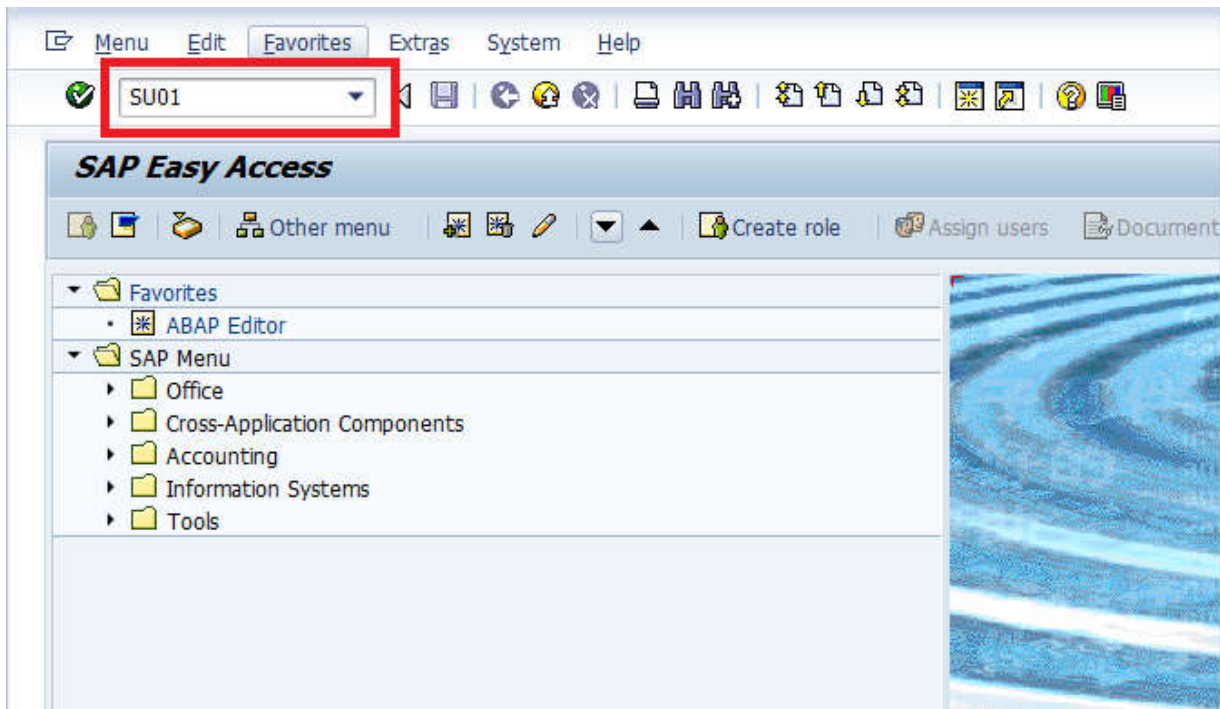 Menu Edit Favorites Extras System Help
SU01
SAP Easy Access
Other menu Create role Assign users Document
Favorites
ABAP Editor
SAP Menu
Office
Cross-Application Components
Accounting
Information Systems
Tools